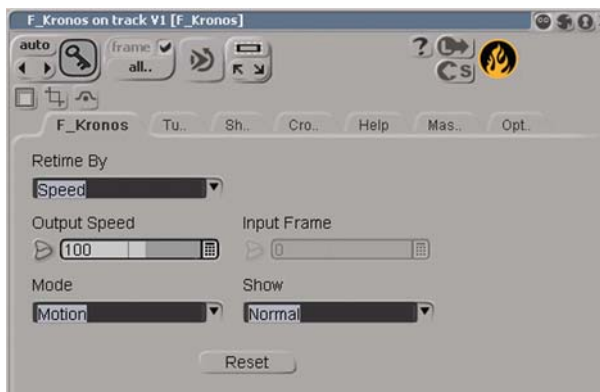 F_Kronos on track V1 [F_Kronos]
auto
frame
all..
?
C S
F_Kronos Tu.. Sh.. Cro.. Help Mas.. Opt..
Retime By
Speed
Output Speed Input Frame
100 0
Mode Show
Motion Normal
Reset